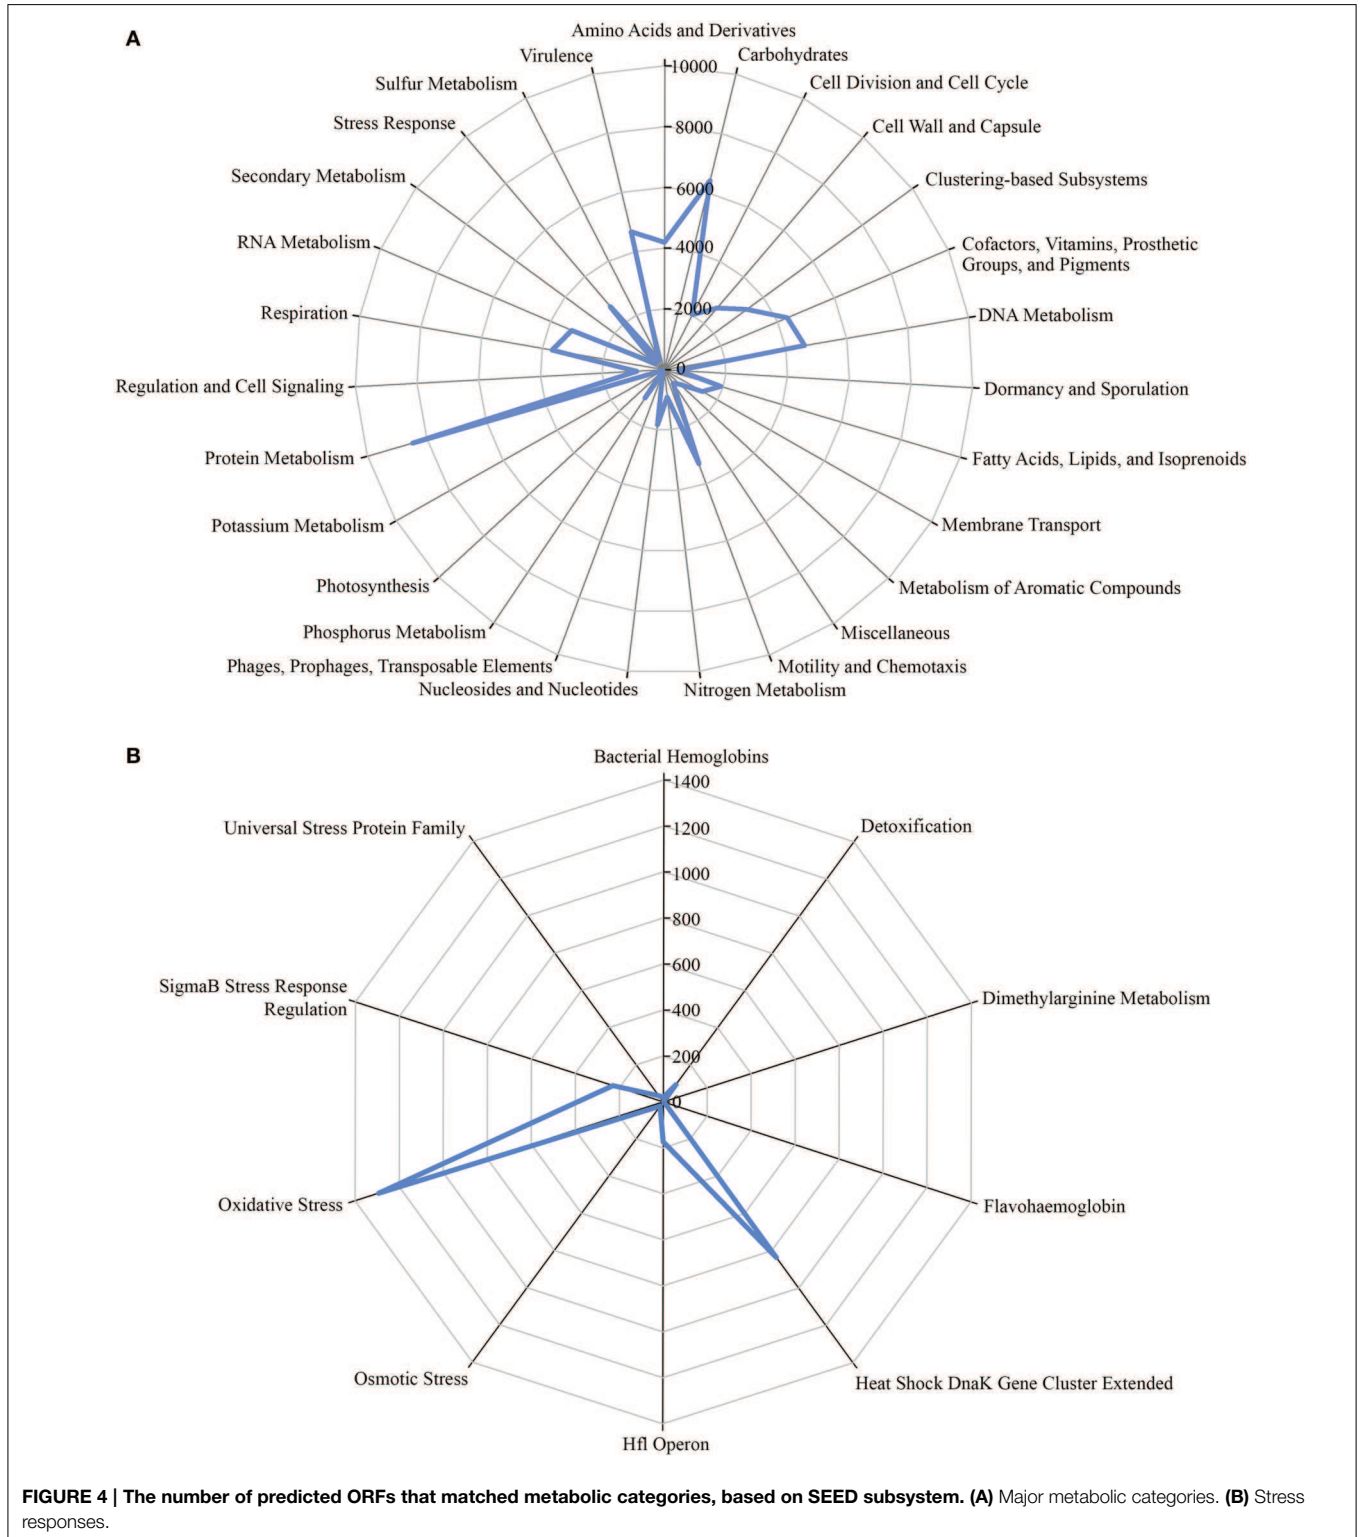 A
Amino Acids and Derivatives
Virulence
Carbohydrates
10000
Sulfur Metabolism
Cell Division and Cell Cycle
Stress Response
8000
Cell Wall and Capsule
Secondary Metabolism
6000
Clustering-based Subsystems
RNA Metabolism
4000
Cofactors, Vitamins, Prosthetic
Groups, and Pigments
Respiration
2000
DNA Metabolism
0
Regulation and Cell Signaling
Dormancy and Sporulation
Protein Metabolism
Fatty Acids, Lipids, and Isoprenoids
Potassium Metabolism
Membrane Transport
Photosynthesis
Metabolism of Aromatic Compounds
Phosphorus Metabolism
Miscellaneous
Phages, Prophages, Transposable Elements
Motility and Chemotaxis
Nucleosides and Nucleotides
Nitrogen Metabolism
B
Bacterial Hemoglobins
1400
Universal Stress Protein Family
1200
Detoxification
1000
800
600
SigmaB Stress Response
Regulation
Dimethylarginine Metabolism
400
200
0
Oxidative Stress
Flavohaemoglobin
Osmotic Stress
Heat Shock DnaK Gene Cluster Extended
Hfl Operon
FIGURE 4 | The number of predicted ORFs that matched metabolic categories, based on SEED subsystem. (A) Major metabolic categories. (B) Stress
responses.